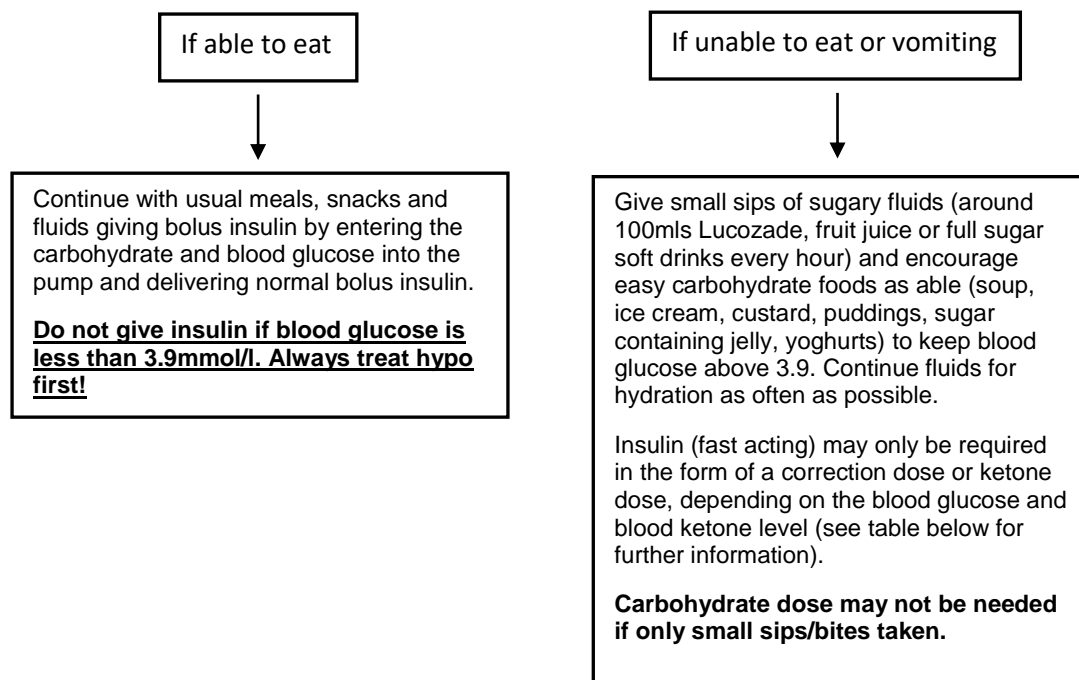 If able to eat
Continue with usual meals, snacks and
fluids giving bolus insulin by entering the
carbohydrate and blood glucose into the
pump and delivering normal bolus insulin.
Do not give insulin if blood glucose is
less than 3.9mmol/l. Always treat hypo
first!
If unable to eat or vomiting
Give small sips of sugary fluids (around
100mls Lucozade, fruit juice or full sugar
soft drinks every hour) and encourage
easy carbohydrate foods as able (soup,
ice cream, custard, puddings, sugar
containing jelly, yoghurts) to keep blood
glucose above 3.9. Continue fluids for
hydration as often as possible.
Insulin (fast acting) may only be required
in the form of a correction dose or ketone
dose, depending on the blood glucose and
blood ketone level (see table below for
further information).
Carbohydrate dose may not be needed
if only small sips/bites taken.